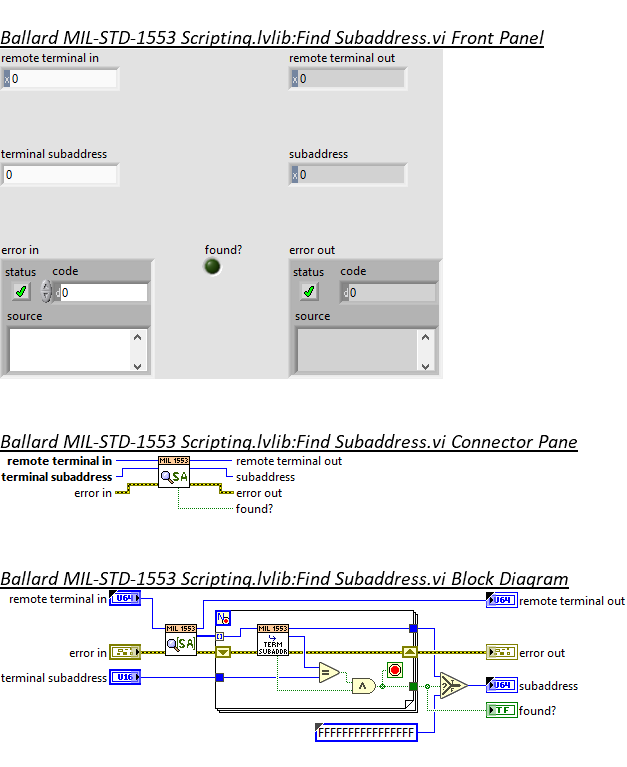 Ballard MIL-STD-1553 Scripting.lvlib:Find Subaddress.vi Front Panel
remote terminal in
remote terminal out
x 0
x 0
terminal subaddress
subaddress
0
x 0
error in
found?
error out
status code
status code
d 0
d 0
source
source
Ballard MIL-STD-1553 Scripting.lvlib:Find Subaddress.vi Connector Pane
remote terminal in
MIL 1553
remote terminal out
terminal subaddress
SA
subaddress
error in
error out
found?
Ballard MIL-STD-1553 Scripting.lvlib:Find Subaddress.vi Block Diagram
remote terminal in
U64
U64
remote terminal out
N
MIL 1553
MIL 1553
[SA]
TERM
SUBADDR
error in
error out
terminal subaddress
U16
=
∧
?
T
F
U64
subaddress
TF
found?
FFFFFFFFFFFFFFFF